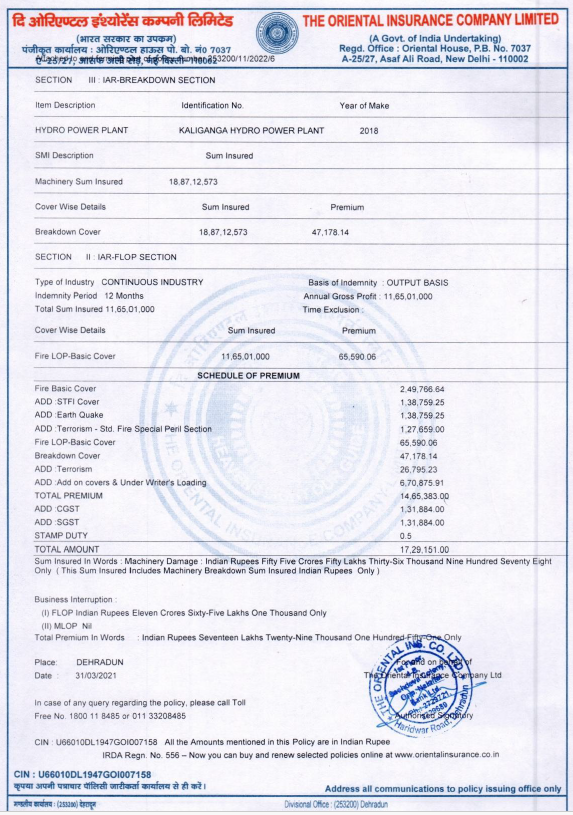 दि ओरिएण्टल इंश्योरेंस कम्पनी लिमिटेड
(भारत सरकार का उपक्रम)
पंजीकृत कार्यालय : ओरिएण्टल हाऊस पो. बो. नं० 7037
ए-25/27, आसफ अली रोड, नई दिल्ली-110002
THE ORIENTAL INSURANCE COMPANY LIMITED
(A Govt. of India Undertaking)
Regd. Office : Oriental House, P.B. No. 7037
A-25/27, Asaf Ali Road, New Delhi - 110002
253200/11/2022/6
SECTION III : IAR-BREAKDOWN SECTION
Item Description Identification No. Year of Make
HYDRO POWER PLANT KALIGANGA HYDRO POWER PLANT 2018
SMI Description Sum Insured
Machinery Sum Insured 18,87,12,573
Cover Wise Details Sum Insured Premium
Breakdown Cover 18,87,12,573 47,178.14
SECTION II : IAR-FLOP SECTION
Type of Industry CONTINUOUS INDUSTRY Basis of Indemnity : OUTPUT BASIS
Indemnity Period 12 Months Annual Gross Profit : 11,65,01,000
Total Sum Insured 11,65,01,000 Time Exclusion :
Cover Wise Details Sum Insured Premium
Fire LOP-Basic Cover 11,65,01,000 65,590.06
SCHEDULE OF PREMIUM
Fire Basic Cover 2,49,766.64
ADD :STFI Cover 1,38,759.25
ADD :Earth Quake 1,38,759.25
ADD :Terrorism - Std. Fire Special Peril Section 1,27,659.00
Fire LOP-Basic Cover 65,590.06
Breakdown Cover 47,178.14
ADD :Terrorism 26,795.23
ADD :Add on covers & Under Writer's Loading 6,70,875.91
TOTAL PREMIUM 14,65,383.00
ADD :CGST 1,31,884.00
ADD :SGST 1,31,884.00
STAMP DUTY 0.5
TOTAL AMOUNT 17,29,151.00
Sum Insured In Words : Machinery Damage : Indian Rupees Fifty Five Crores Fifty Lakhs Thirty-Six Thousand Nine Hundred Seventy Eight
Only ( This Sum Insured Includes Machinery Breakdown Sum Insured Indian Rupees Only )
Business Interruption :
(I) FLOP Indian Rupees Eleven Crores Sixty-Five Lakhs One Thousand Only
(II) MLOP Nil
Total Premium In Words : Indian Rupees Seventeen Lakhs Twenty-Nine Thousand One Hundred Fifty-One Only
Place: DEHRADUN For and on behalf of
Date : 31/03/2021 The Oriental Insurance Company Ltd
THE ORIENTAL INS. CO. LTD.
Haridwar Road, Dehradun
In case of any query regarding the policy, please call Toll
Free No. 1800 11 8485 or 011 33208485 Authorised Signatory
CIN : U66010DL1947GOI007158 All the Amounts mentioned in this Policy are in Indian Rupee
IRDA Regn. No. 556 – Now you can buy and renew selected policies online at www.orientalinsurance.co.in
CIN : U66010DL1947GOI007158
कृपया अपनी पत्राचार पॉलिसी जारीकर्ता कार्यालय से ही करें। Address all communications to policy issuing office only
मण्डलीय कार्यालय : (253200) देहरादून Divisional Office : (253200) Dehradun